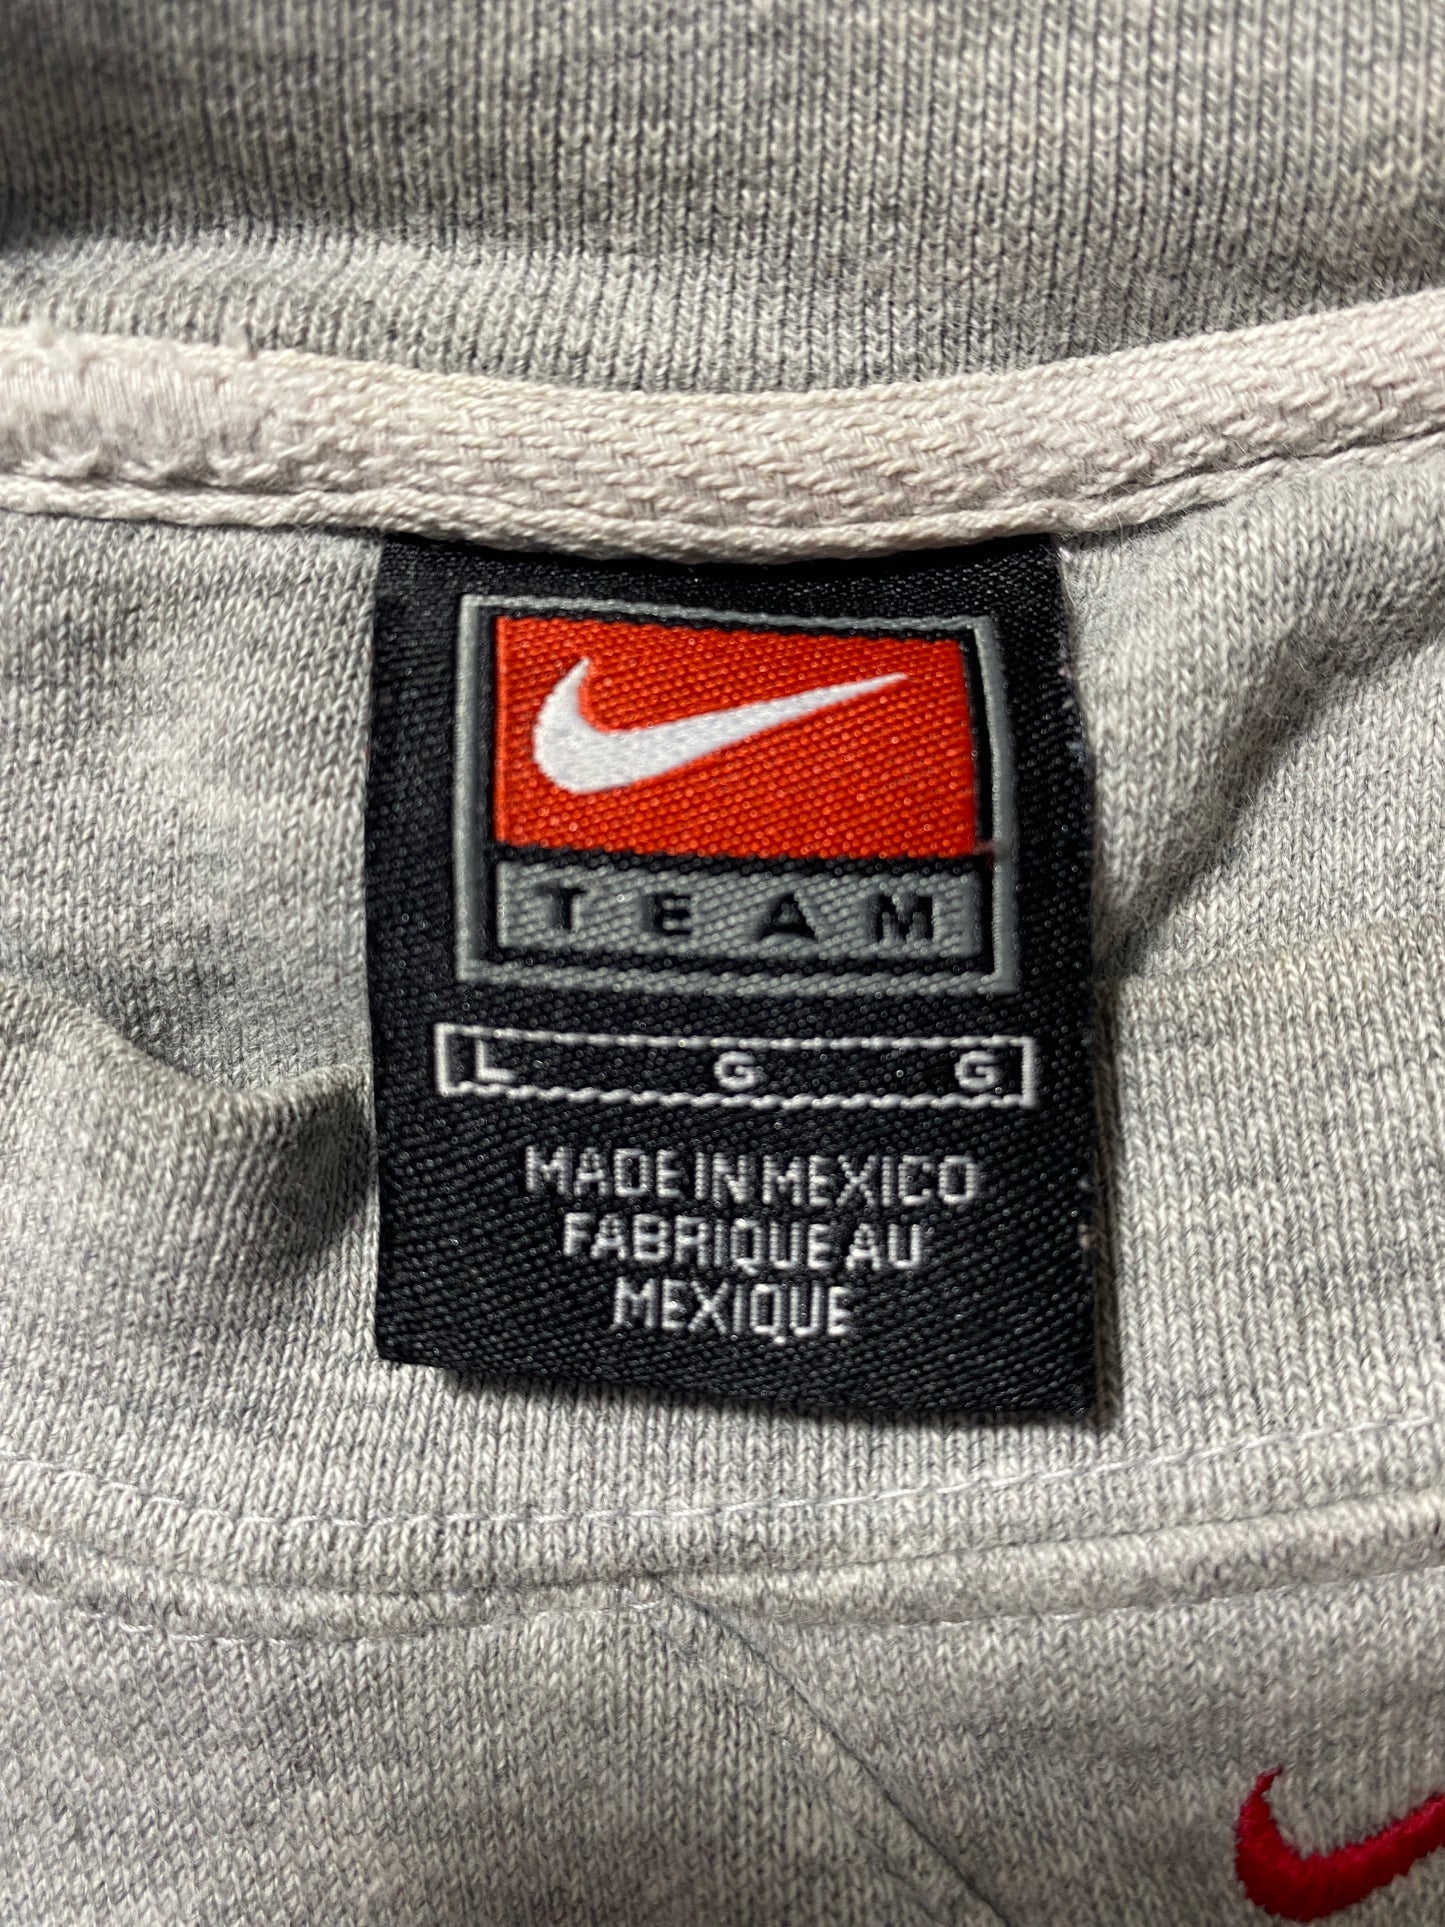 TEAM
L G G
MADE IN MEXICO
FABRIQUE AU
MEXIQUE